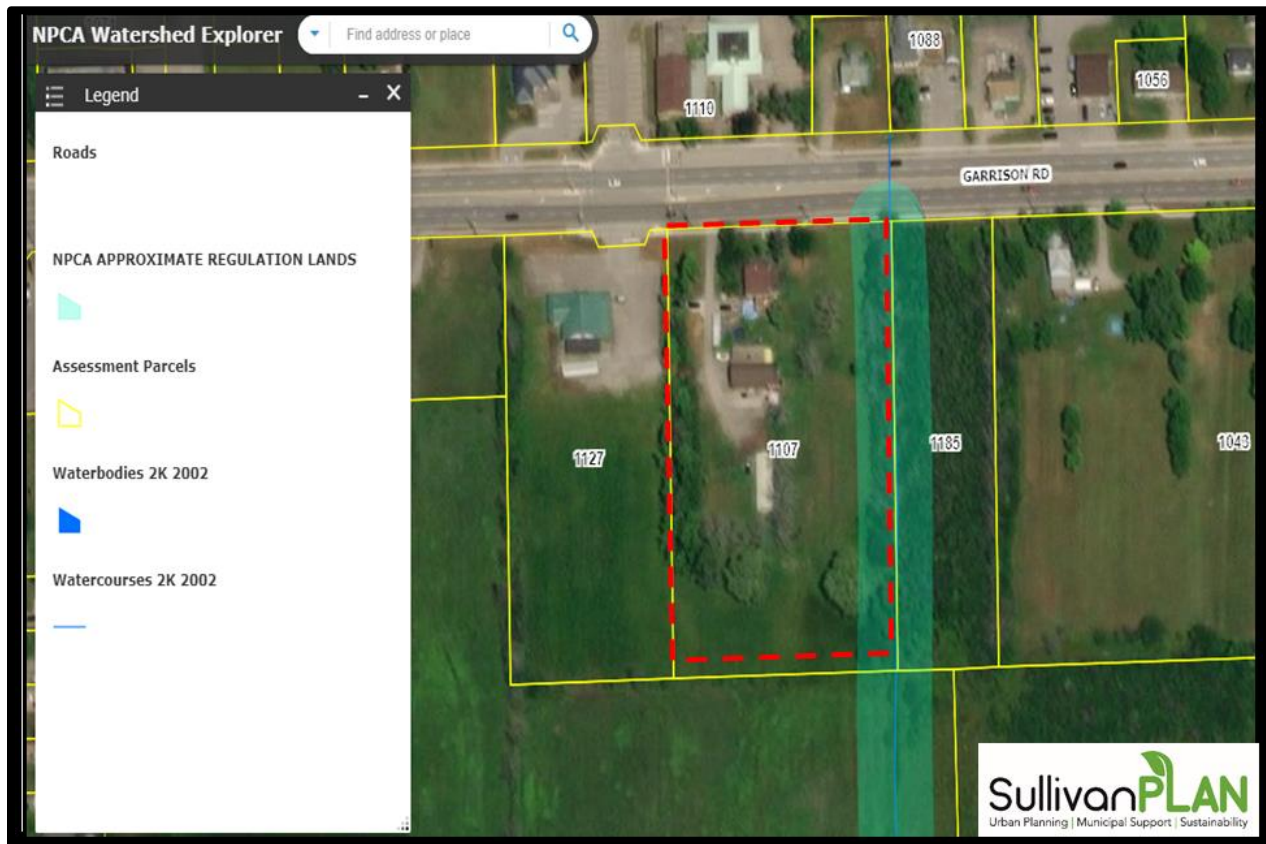 NPCA Watershed Explorer
Find address or place
Legend
Roads
NPCA APPROXIMATE REGULATION LANDS
Assessment Parcels
Waterbodies 2K 2002
Watercourses 2K 2002
1088
1056
1110
GARRISON RD
1127
1107
1185
1043
SullivanPLAN
Urban Planning | Municipal Support | Sustainability